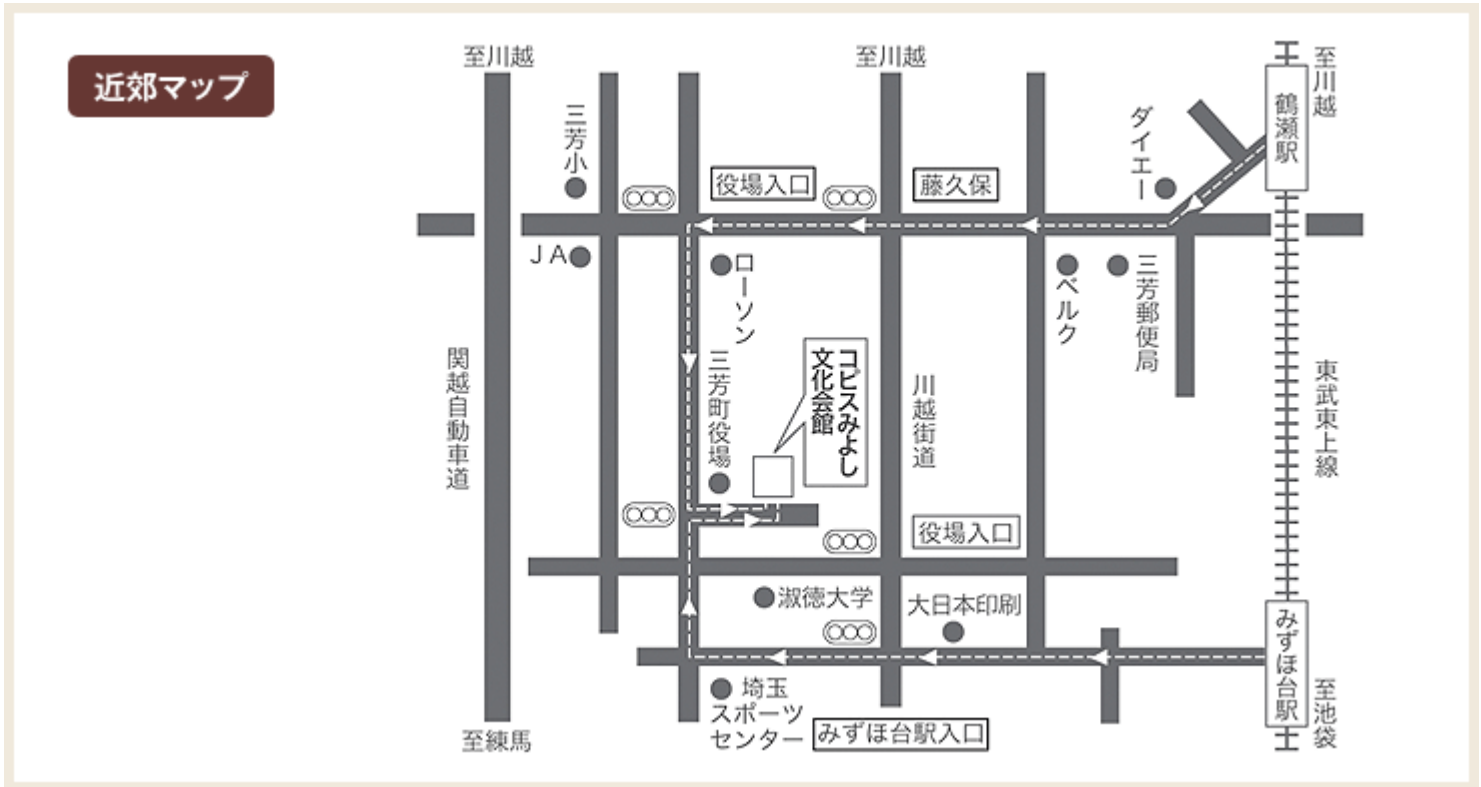 近郊マップ
至川越
至川越
至川越
鶴瀬駅
三芳小
役場入口
藤久保
ダイエー
JA
ローソン
ベルク
三芳郵便局
関越自動車道
三芳町役場
コピスみよし
文化会館
川越街道
東武東上線
役場入口
淑徳大学
大日本印刷
みずほ台駅
埼玉
スポーツ
センター
みずほ台駅入口
至練馬
至池袋